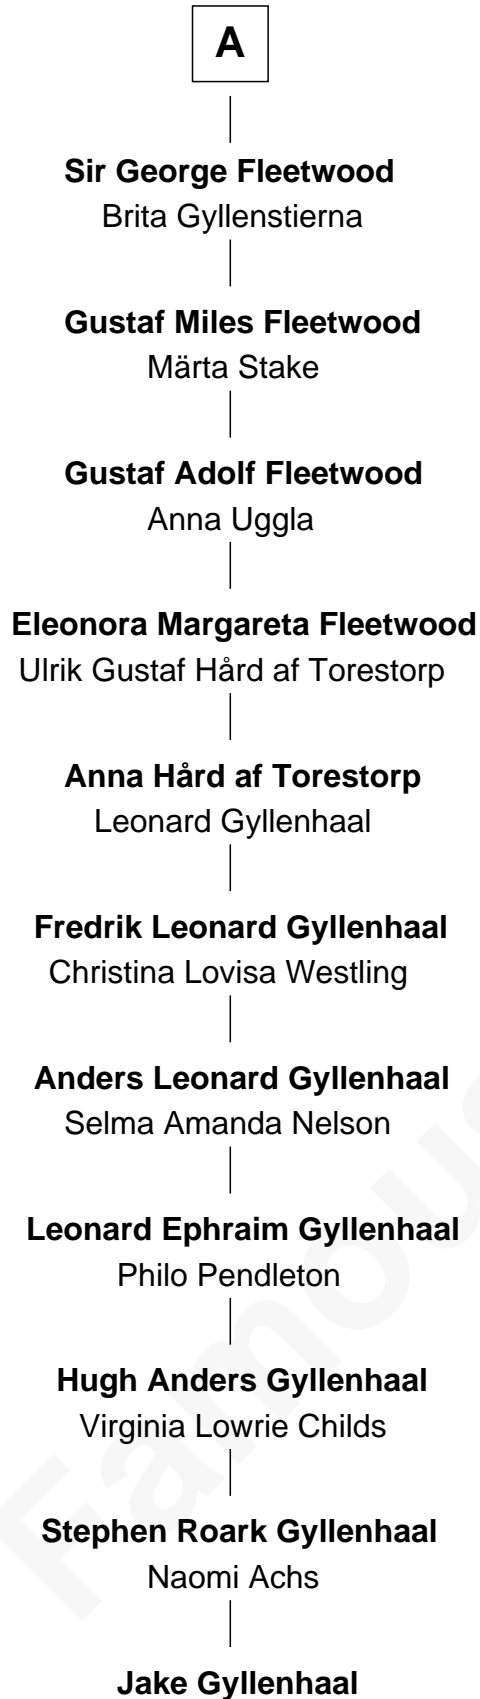 A
Sir George Fleetwood
Brita Gyllenstierna
Gustaf Miles Fleetwood
Märta Stake
Gustaf Adolf Fleetwood
Anna Uggla
Eleonora Margareta Fleetwood
Ulrik Gustaf Hård af Torestorp
Anna Hård af Torestorp
Leonard Gyllenhaal
Fredrik Leonard Gyllenhaal
Christina Lovisa Westling
Anders Leonard Gyllenhaal
Selma Amanda Nelson
Leonard Ephraim Gyllenhaal
Philo Pendleton
Hugh Anders Gyllenhaal
Virginia Lowrie Childs
Stephen Roark Gyllenhaal
Naomi Achs
Jake Gyllenhaal
Famous